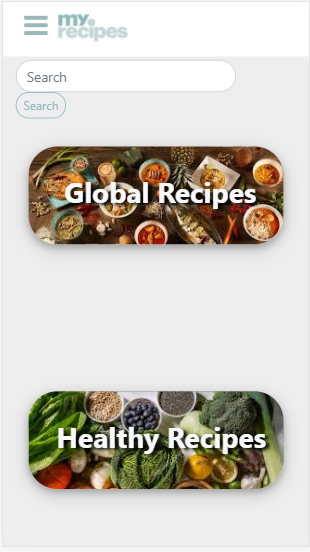 my.
recipes
Search
Search
Global Recipes
Healthy Recipes